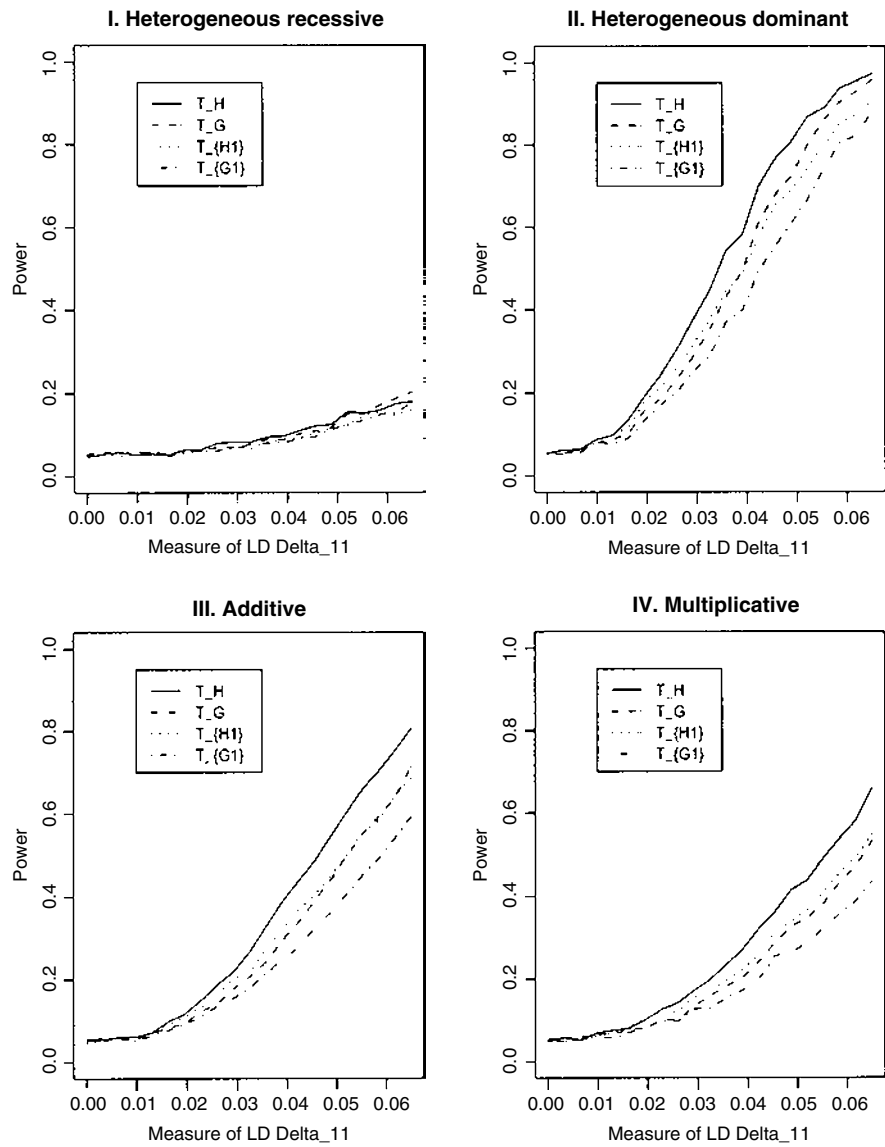 I. Heterogeneous recessive
1.0
0.8
0.6
0.4
0.2
0.0
Power
T_H
T_G
T_{H1}
T_{G1}
0.00 0.01 0.02 0.03 0.04 0.05 0.06
Measure of LD Delta_11
II. Heterogeneous dominant
1.0
0.8
0.6
0.4
0.2
0.0
Power
T_H
T_G
T_{H1}
T_{G1}
0.00 0.01 0.02 0.03 0.04 0.05 0.06
Measure of LD Delta_11
III. Additive
1.0
0.8
0.6
0.4
0.2
0.0
Power
T_H
T_G
T_{H1}
T_{G1}
0.00 0.01 0.02 0.03 0.04 0.05 0.06
Measure of LD Delta_11
IV. Multiplicative
1.0
0.8
0.6
0.4
0.2
0.0
Power
T_H
T_G
T_{H1}
T_{G1}
0.00 0.01 0.02 0.03 0.04 0.05 0.06
Measure of LD Delta_11